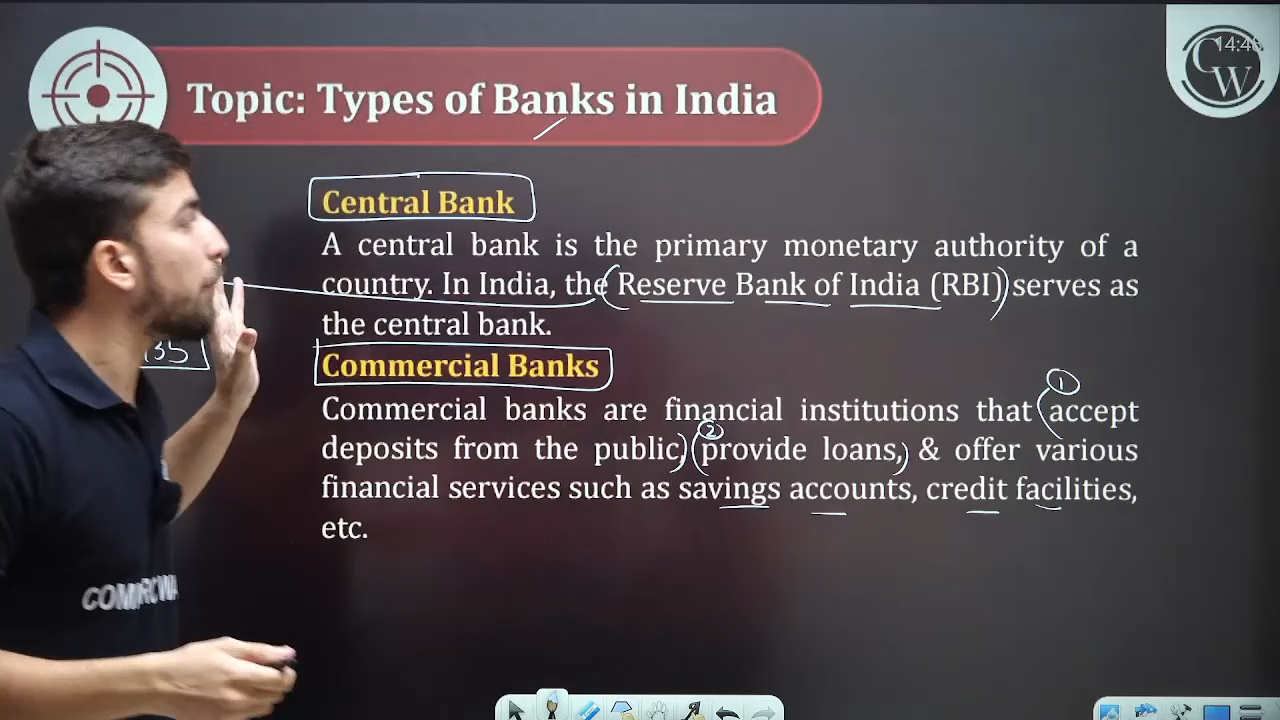 14:46
CW
Topic: Types of Banks in India
Central Bank
A central bank is the primary monetary authority of a
country. In India, the Reserve Bank of India (RBI) serves as
the central bank.
35
Commercial Banks
1
Commercial banks are financial institutions that accept
2
deposits from the public, provide loans, & offer various
financial services such as savings accounts, credit facilities,
etc.